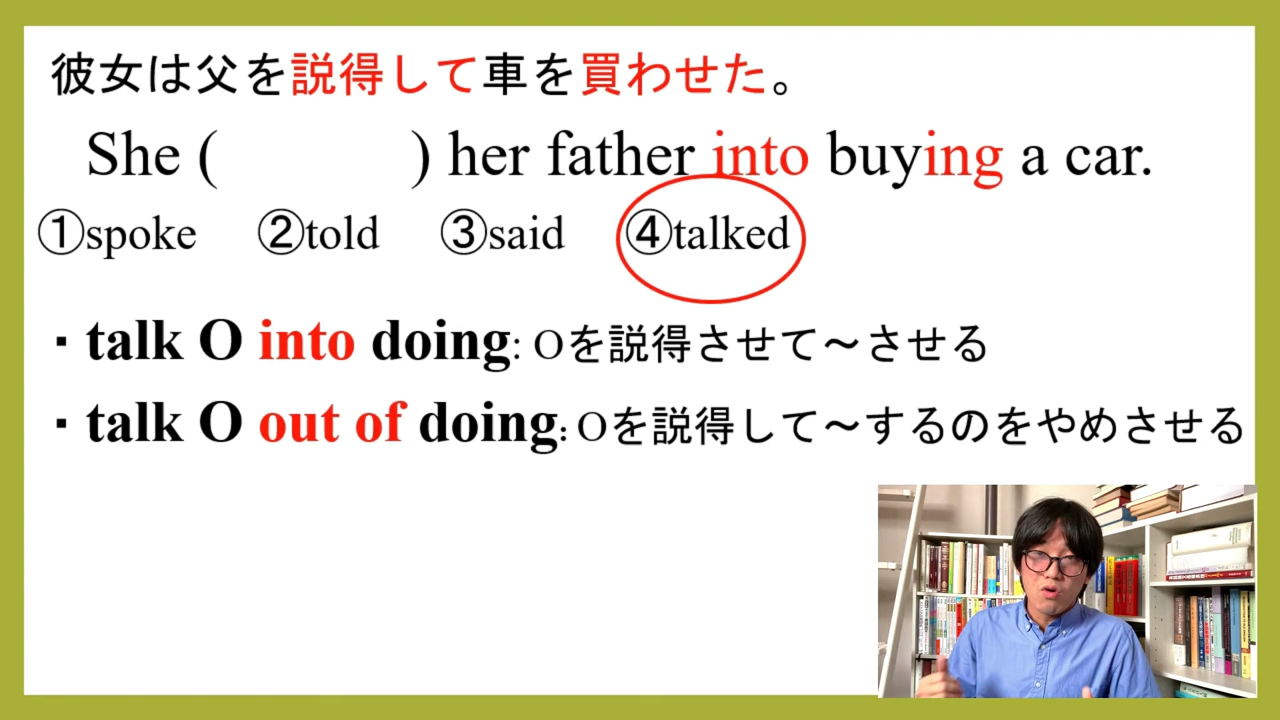 彼女は父を説得して車を買わせた。
She ( ) her father into buying a car.
①spoke ②told ③said ④talked
・talk O into doing: Oを説得させて～させる
・talk O out of doing: Oを説得して～するのをやめさせる